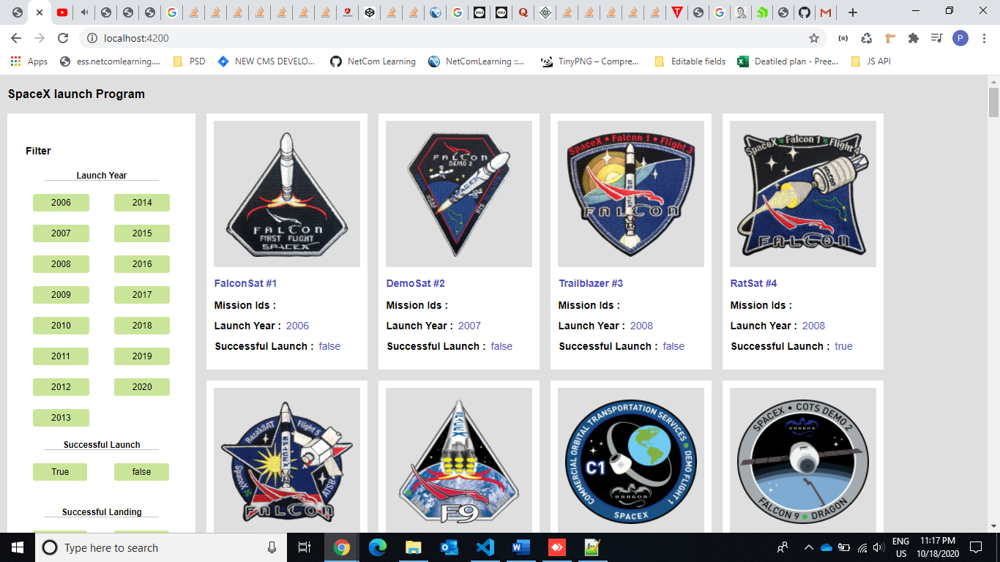 localhost:4200
P
Apps
ess.netcomlearning....
PSD
NEW CMS DEVELO...
NetCom Learning
NetComLearning ::...
TinyPNG – Compre...
Editable fields
Deatiled plan - Pree...
JS API
SpaceX launch Program
Filter
Launch Year
2006 2014
2007 2015
2008 2016
2009 2017
2010 2018
2011 2019
2012 2020
2013
Successful Launch
True false
Successful Landing
FALCON
FIRST FLIGHT
SPACEX
FalconSat #1
Mission Ids :
Launch Year : 2006
Successful Launch : false
FALCON
DEMO 2
SPACEX
DemoSat #2
Mission Ids :
Launch Year : 2007
Successful Launch : false
SpaceX • Falcon 1 • Flight 3
SPACEX
FALCON
Trailblazer #3
Mission Ids :
Launch Year : 2008
Successful Launch : false
SpaceX Falcon 1 Flight 4
FALCON
FALCON
RatSat #4
Mission Ids :
Launch Year : 2008
Successful Launch : true
RazakSAT
Flight 5
SpaceX
ATSB
FALCON
SPACEX
F9
COMMERCIAL ORBITAL TRANSPORTATION SERVICES • DEMO FLIGHT 1
C1
DRAGON
SPACEX
SPACEX • COTS DEMO 2
DRAGON
FALCON 9 • DRAGON
Type here to search
ENG
US
11:17 PM
10/18/2020